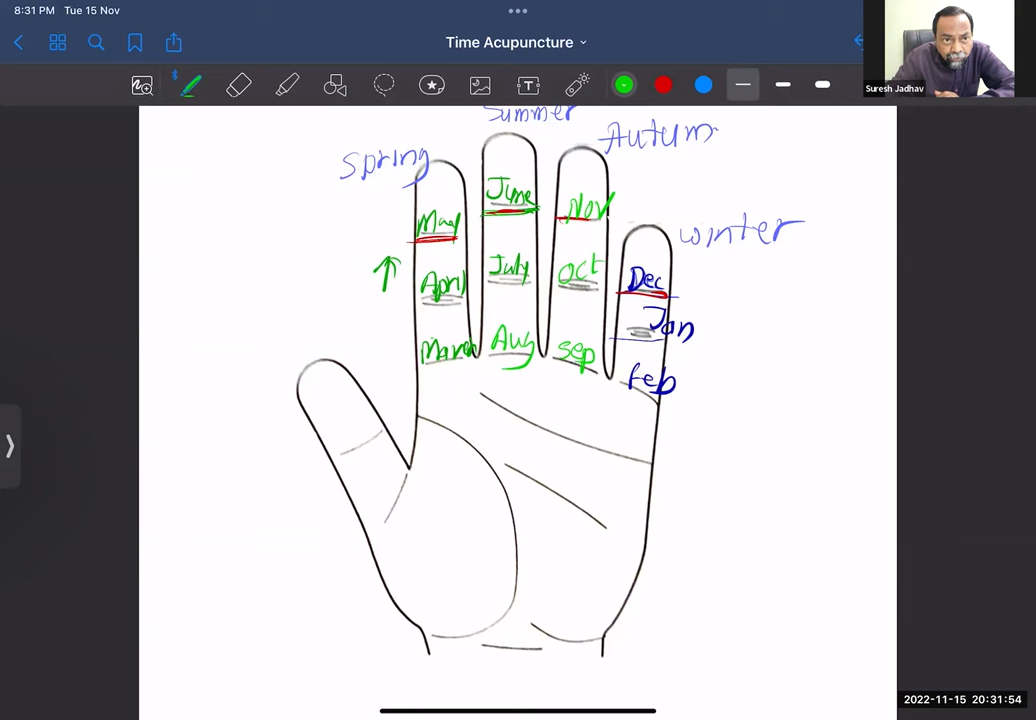 8:31 PM Tue 15 Nov
Time Acupuncture
T
Suresh Jadhav
Summer
Autum
Spring
winter
May
June
Nov
April
July
Oct
Dec
Jan
March
Aug
Sep
Feb
2022-11-15 20:31:54